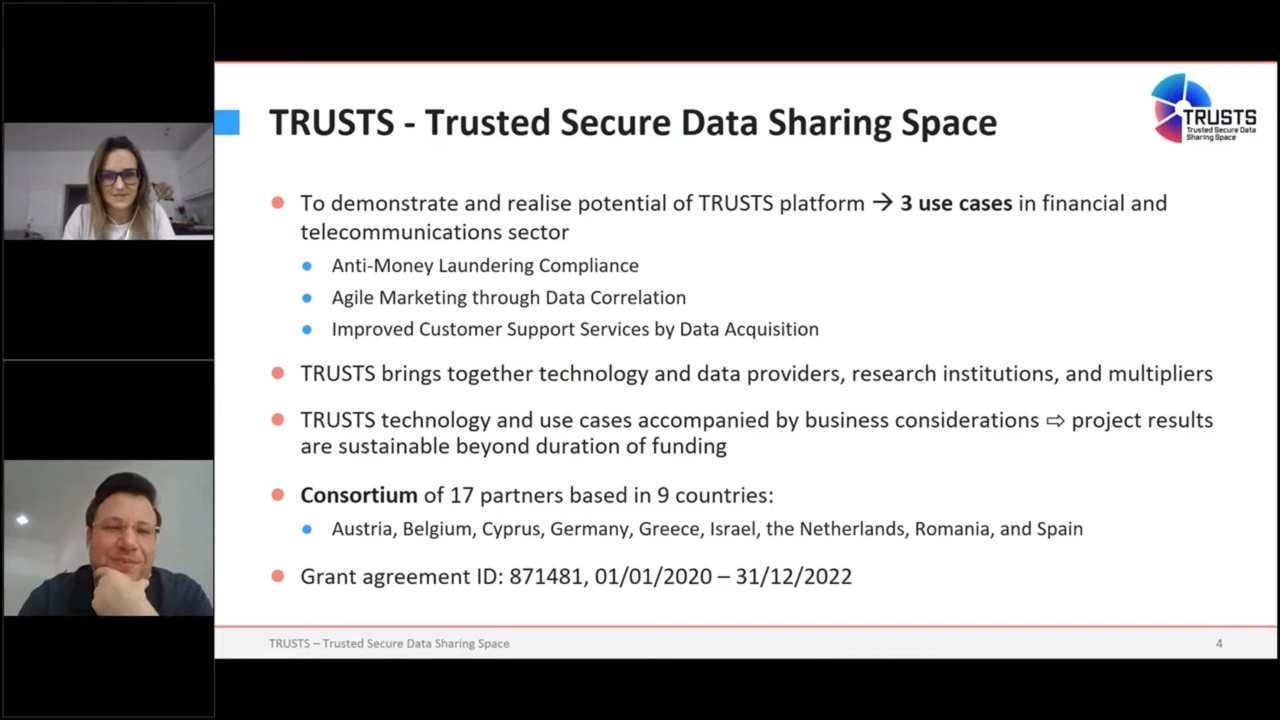 TRUSTS - Trusted Secure Data Sharing Space
TRUSTS
Trusted Secure Data
Sharing Space
To demonstrate and realise potential of TRUSTS platform → 3 use cases in financial and
telecommunications sector
Anti-Money Laundering Compliance
Agile Marketing through Data Correlation
Improved Customer Support Services by Data Acquisition
TRUSTS brings together technology and data providers, research institutions, and multipliers
TRUSTS technology and use cases accompanied by business considerations ⇨ project results
are sustainable beyond duration of funding
Consortium of 17 partners based in 9 countries:
Austria, Belgium, Cyprus, Germany, Greece, Israel, the Netherlands, Romania, and Spain
Grant agreement ID: 871481, 01/01/2020 – 31/12/2022
TRUSTS – Trusted Secure Data Sharing Space
4